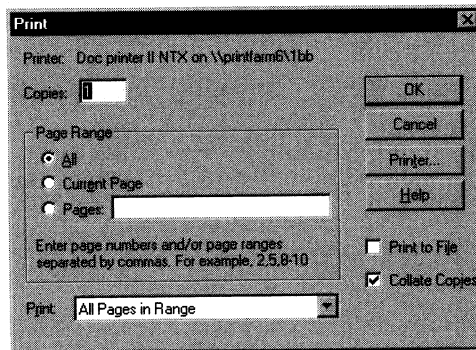 Print
Printer: Doc printer II NTX on \\printfarm6\1bb
Copies: 1
OK
Cancel
Printer...
Help
Page Range
All
Current Page
Pages:
Enter page numbers and/or page ranges
separated by commas. For example, 2,5,8-10
Print to File
Collate Copies
Print: All Pages in Range